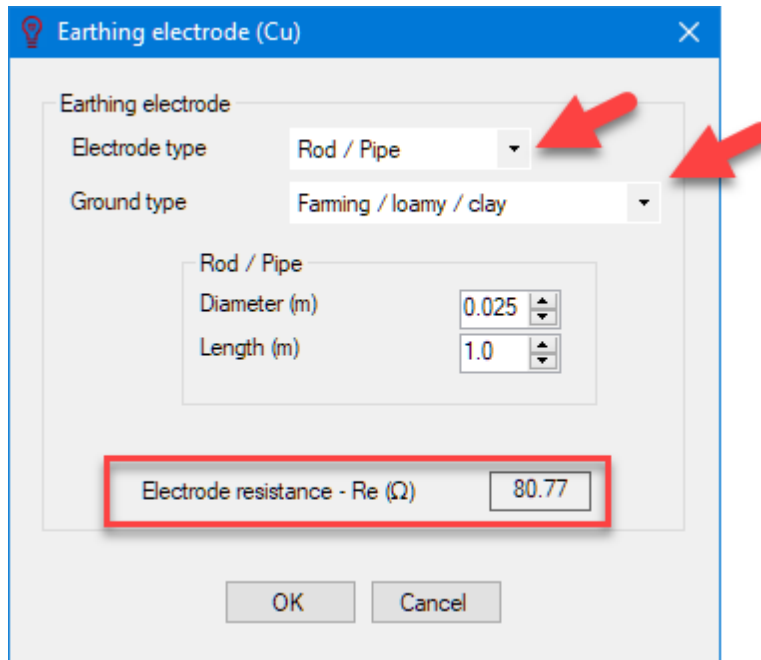 Earthing electrode (Cu)
Earthing electrode
Electrode type Rod / Pipe
Ground type Farming / loamy / clay
Rod / Pipe
Diameter (m) 0.025
Length (m) 1.0
Electrode resistance - Re (Ω) 80.77
OK Cancel